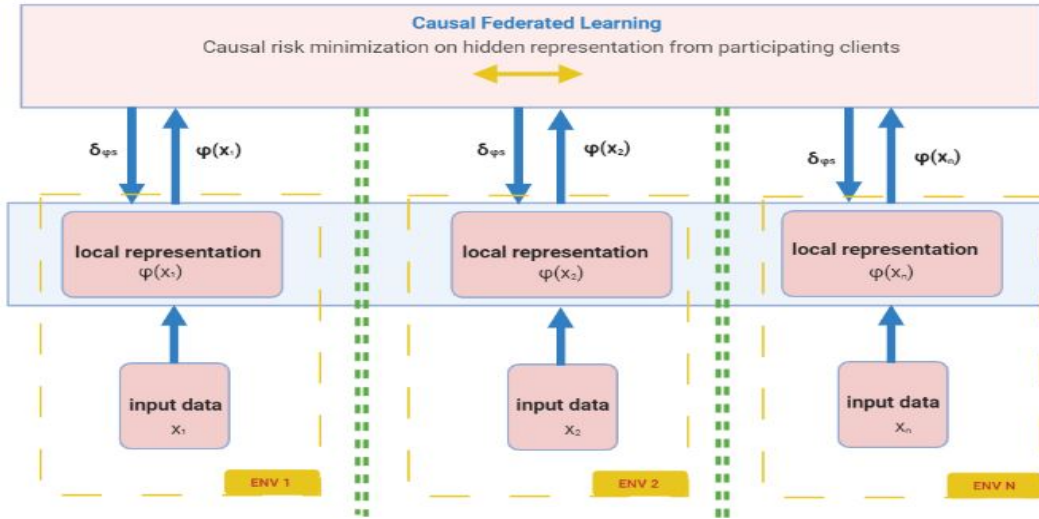 Causal Federated Learning
Causal risk minimization on hidden representation from participating clients
δφs φ(x₁) δφs φ(x₂) δφs φ(xₙ)
local representation
φ(x₁)
local representation
φ(x₂)
local representation
φ(xₙ)
input data
x₁
input data
x₂
input data
xₙ
ENV 1
ENV 2
ENV N